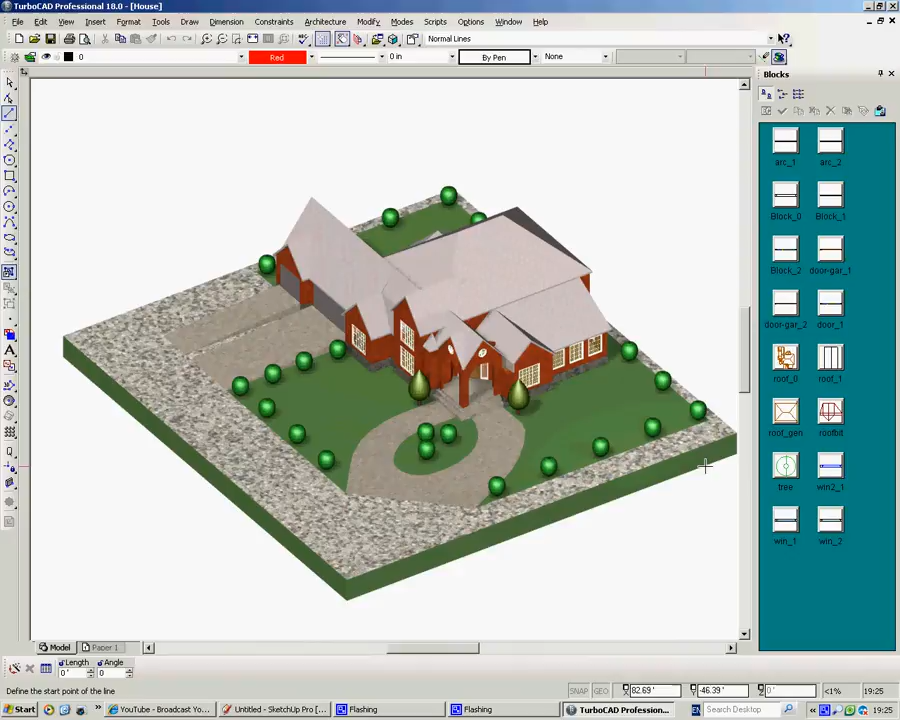 TurboCAD Professional 18.0 - [House]
File Edit View Insert Format Tools Draw Dimension Constraints Architecture Modify Modes Scripts Options Window Help
Normal Lines
0 Red 0 in By Pen None
Blocks
arc_1 arc_2
Block_0 Block_1
Block_2 door-gar_1
door-gar_2 door_1
roof_0 roof_1
roof_gen roofbit
tree win2_1
win_1 win_2
Model Paper 1
Length Angle
0 ' 0
Define the start point of the line
SNAP GEO 82.69' -46.39' 0' <1% 19:25
Start YouTube - Broadcast Yo... Untitled - SketchUp Pro [... Flashing Flashing TurboCAD Profession... EN Search Desktop 19:25